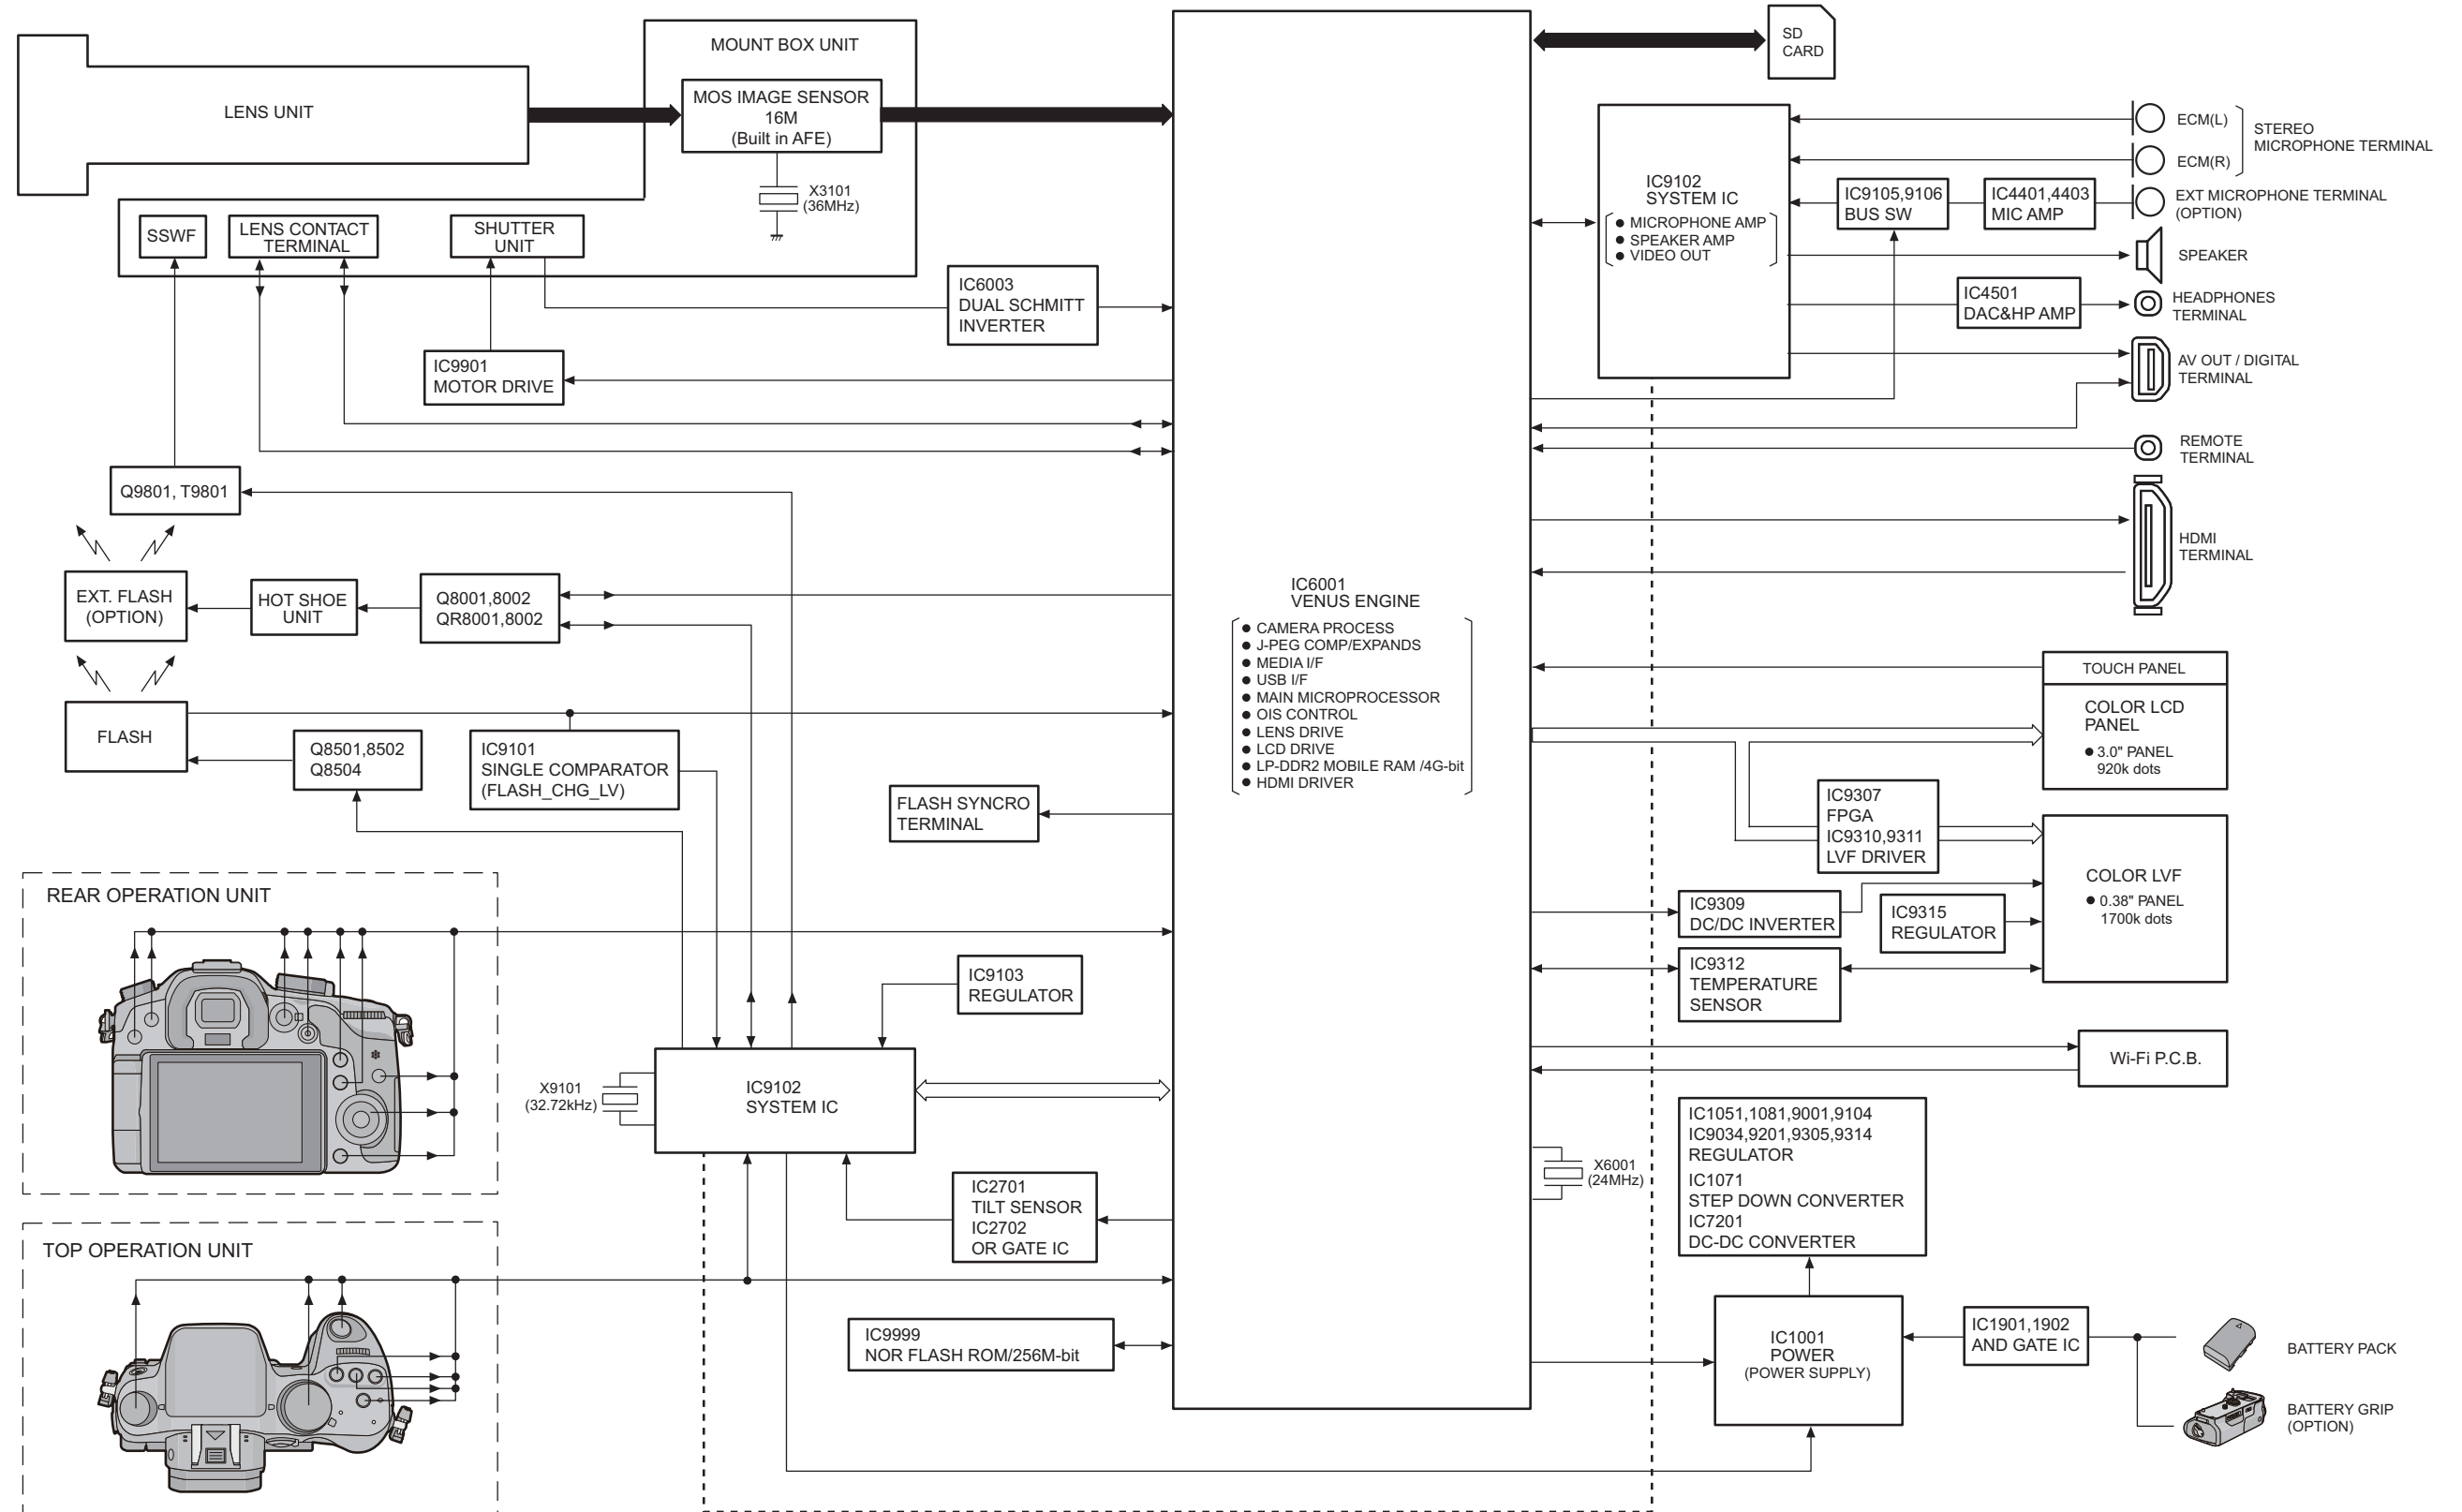 LENS UNIT
MOUNT BOX UNIT
MOS IMAGE SENSOR
16M
(Built in AFE)
X3101
(36MHz)
SSWF
LENS CONTACT
TERMINAL
SHUTTER
UNIT
IC6003
DUAL SCHMITT
INVERTER
IC9901
MOTOR DRIVE
Q9801, T9801
EXT. FLASH
(OPTION)
HOT SHOE
UNIT
Q8001,8002
QR8001,8002
FLASH
Q8501,8502
Q8504
IC9101
SINGLE COMPARATOR
(FLASH_CHG_LV)
FLASH SYNCRO
TERMINAL
REAR OPERATION UNIT
IC9103
REGULATOR
X9101
(32.72kHz)
IC9102
SYSTEM IC
IC2701
TILT SENSOR
IC2702
OR GATE IC
TOP OPERATION UNIT
IC9999
NOR FLASH ROM/256M-bit
IC6001
VENUS ENGINE
● CAMERA PROCESS
● J-PEG COMP/EXPANDS
● MEDIA I/F
● USB I/F
● MAIN MICROPROCESSOR
● OIS CONTROL
● LENS DRIVE
● LCD DRIVE
● LP-DDR2 MOBILE RAM /4G-bit
● HDMI DRIVER
SD
CARD
IC9102
SYSTEM IC
● MICROPHONE AMP
● SPEAKER AMP
● VIDEO OUT
ECM(L)
ECM(R)
STEREO
MICROPHONE TERMINAL
IC9105,9106
BUS SW
IC4401,4403
MIC AMP
EXT MICROPHONE TERMINAL
(OPTION)
SPEAKER
IC4501
DAC&HP AMP
HEADPHONES
TERMINAL
AV OUT / DIGITAL
TERMINAL
REMOTE
TERMINAL
HDMI
TERMINAL
TOUCH PANEL
COLOR LCD
PANEL
● 3.0" PANEL
920k dots
IC9307
FPGA
IC9310,9311
LVF DRIVER
COLOR LVF
● 0.38" PANEL
1700k dots
IC9309
DC/DC INVERTER
IC9315
REGULATOR
IC9312
TEMPERATURE
SENSOR
Wi-Fi P.C.B.
X6001
(24MHz)
IC1051,1081,9001,9104
IC9034,9201,9305,9314
REGULATOR
IC1071
STEP DOWN CONVERTER
IC7201
DC-DC CONVERTER
IC1001
POWER
(POWER SUPPLY)
IC1901,1902
AND GATE IC
BATTERY PACK
BATTERY GRIP
(OPTION)